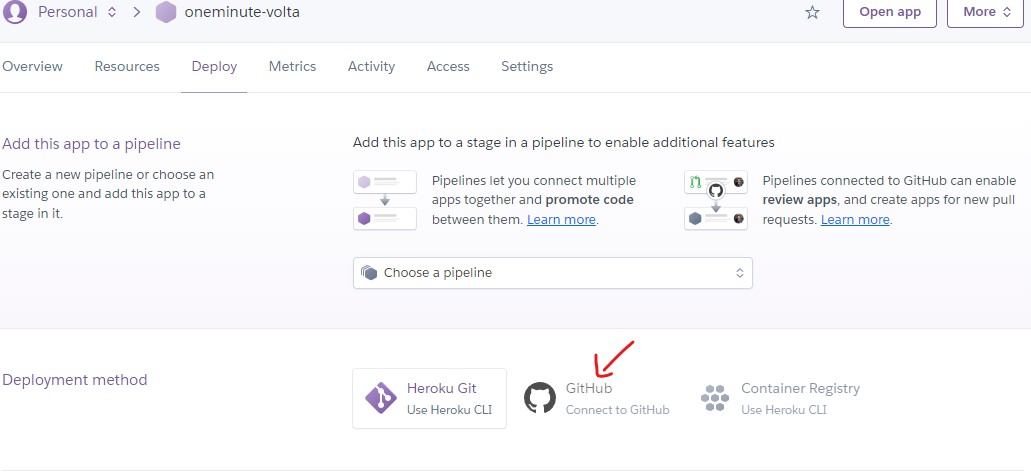 Personal
oneminute-volta
Open app
More
Overview
Resources
Deploy
Metrics
Activity
Access
Settings
Add this app to a pipeline
Create a new pipeline or choose an
existing one and add this app to a
stage in it.
Add this app to a stage in a pipeline to enable additional features
Pipelines let you connect multiple
apps together and promote code
between them. Learn more.
Pipelines connected to GitHub can enable
review apps, and create apps for new pull
requests. Learn more.
Choose a pipeline
Deployment method
Heroku Git
Use Heroku CLI
GitHub
Connect to GitHub
Container Registry
Use Heroku CLI